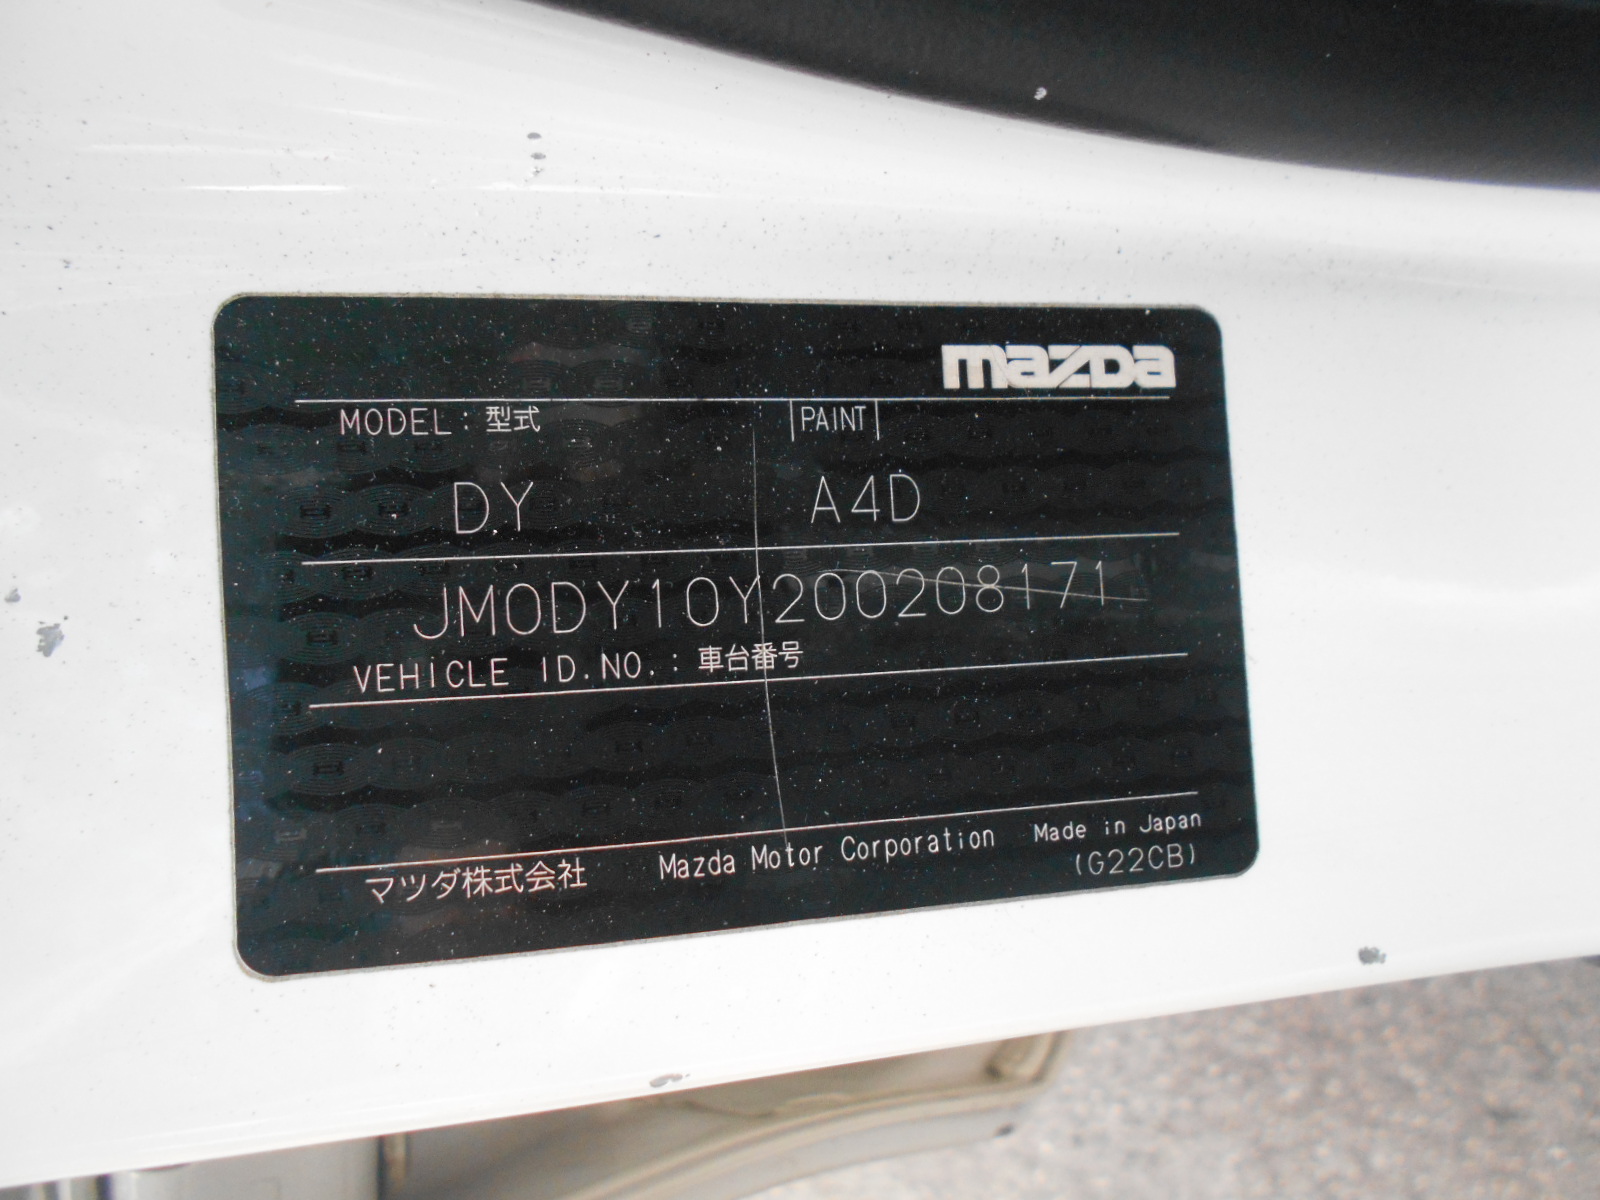 mazda
MODEL : 型式 PAINT
DY A4D
JM0DY10Y200208171
VEHICLE ID.NO. : 車台番号
マツダ株式会社 Mazda Motor Corporation Made in Japan
(G22CB)